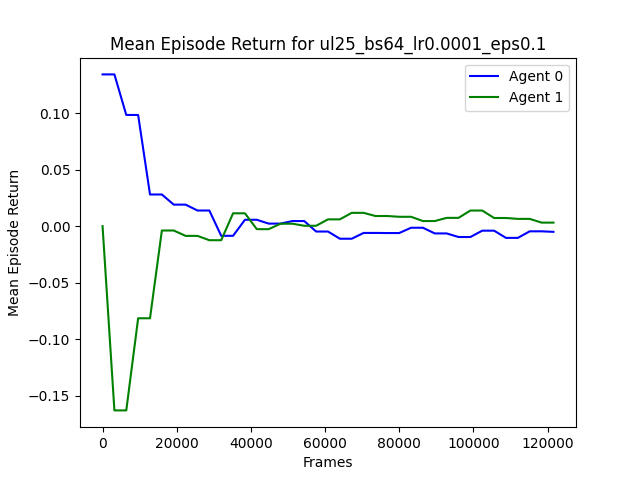 Mean Episode Return for ul25_bs64_lr0.0001_eps0.1
Agent 0
Agent 1
Mean Episode Return
0.10
0.05
0.00
−0.05
−0.10
−0.15
0 20000 40000 60000 80000 100000 120000
Frames